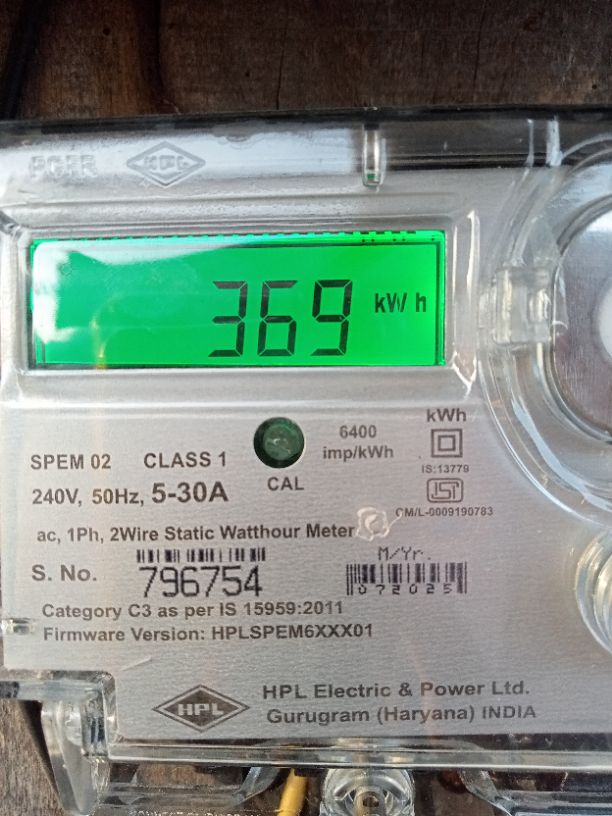 HPL
369 kWh
SPEM 02 CLASS 1
6400
imp/kWh
kWh
IS:13779
240V, 50Hz, 5-30A
CAL
CM/L-0009190783
ac, 1Ph, 2Wire Static Watthour Meter
M/Yr.
S. No. 796754
072025
Category C3 as per IS 15959:2011
Firmware Version: HPLSPEM6XXX01
HPL
HPL Electric & Power Ltd.
Gurugram (Haryana) INDIA